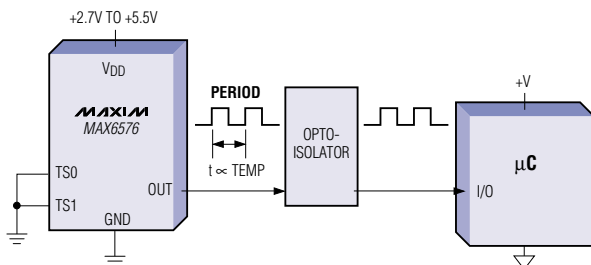 +2.7V TO +5.5V
VDD
MAXIM
MAX6576
TS0
TS1
OUT
GND
PERIOD
t ∝ TEMP
OPTO-
ISOLATOR
+V
µC
I/O